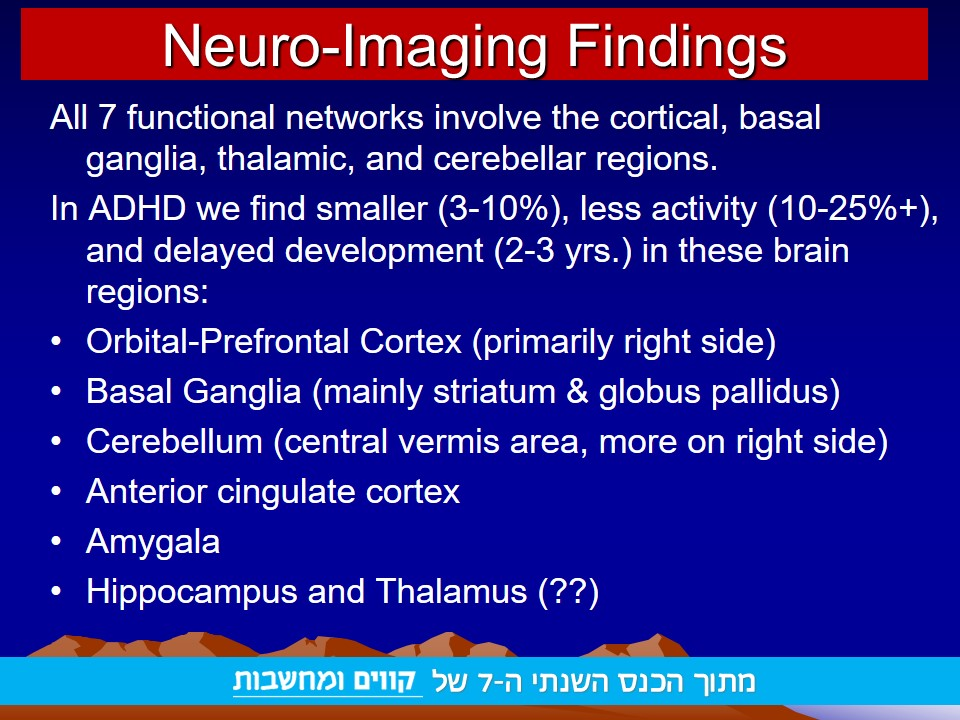 Neuro-Imaging Findings
All 7 functional networks involve the cortical, basal
ganglia, thalamic, and cerebellar regions.
In ADHD we find smaller (3-10%), less activity (10-25%+),
and delayed development (2-3 yrs.) in these brain
regions:
• Orbital-Prefrontal Cortex (primarily right side)
• Basal Ganglia (mainly striatum & globus pallidus)
• Cerebellum (central vermis area, more on right side)
• Anterior cingulate cortex
• Amygala
• Hippocampus and Thalamus (??)
מתוך הכנס השנתי ה-7 של קווים ומחשבות